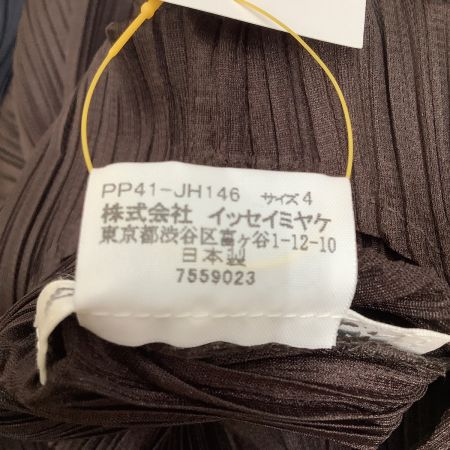 PP41-JH146 サイズ4
株式会社 イッセイミヤケ
東京都渋谷区富ヶ谷1-12-10
日本製
7559023